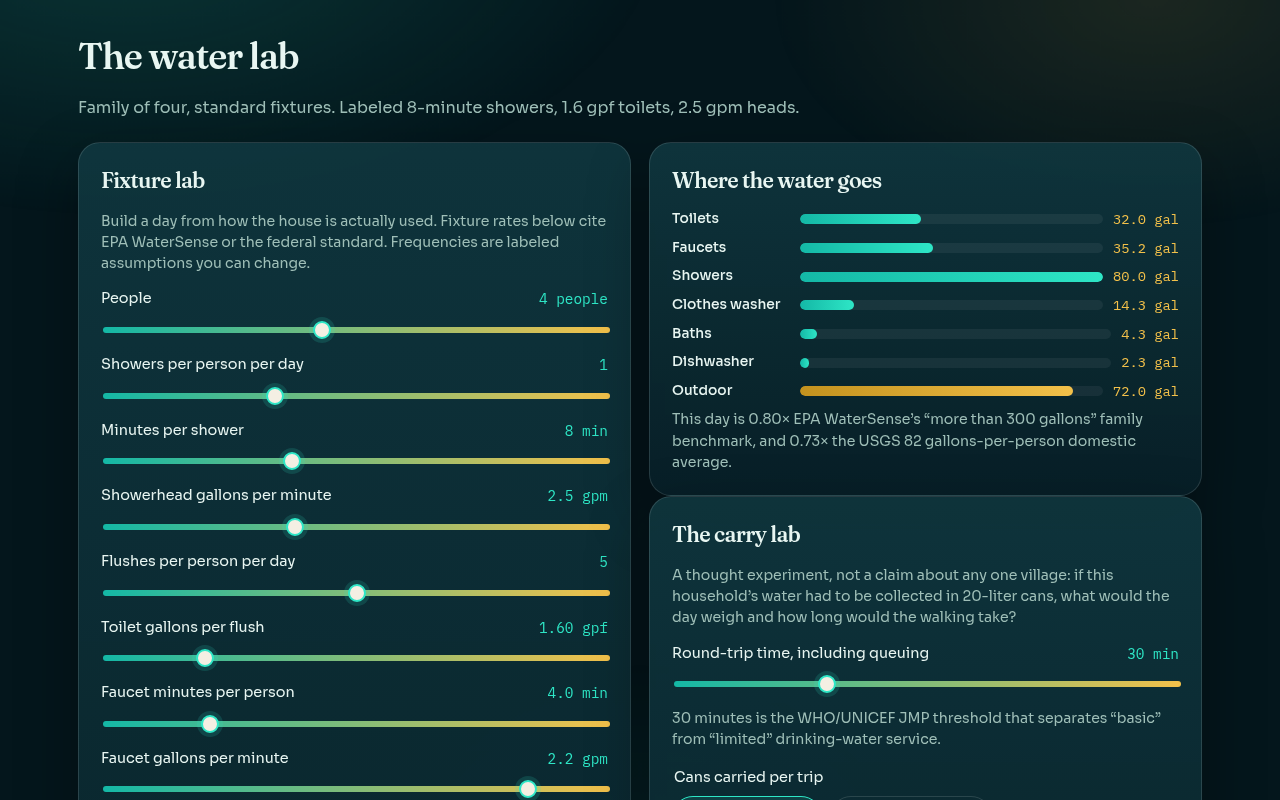 The water lab
Family of four, standard fixtures. Labeled 8-minute showers, 1.6 gpf toilets, 2.5 gpm heads.
Fixture lab
Build a day from how the house is actually used. Fixture rates below cite
EPA WaterSense or the federal standard. Frequencies are labeled
assumptions you can change.
People 4 people
Showers per person per day 1
Minutes per shower 8 min
Showerhead gallons per minute 2.5 gpm
Flushes per person per day 5
Toilet gallons per flush 1.60 gpf
Faucet minutes per person 4.0 min
Faucet gallons per minute 2.2 gpm
Where the water goes
Toilets 32.0 gal
Faucets 35.2 gal
Showers 80.0 gal
Clothes washer 14.3 gal
Baths 4.3 gal
Dishwasher 2.3 gal
Outdoor 72.0 gal
This day is 0.80× EPA WaterSense’s “more than 300 gallons” family
benchmark, and 0.73× the USGS 82 gallons-per-person domestic
average.
The carry lab
A thought experiment, not a claim about any one village: if this
household’s water had to be collected in 20-liter cans, what would the
day weigh and how long would the walking take?
Round-trip time, including queuing 30 min
30 minutes is the WHO/UNICEF JMP threshold that separates “basic”
from “limited” drinking-water service.
Cans carried per trip